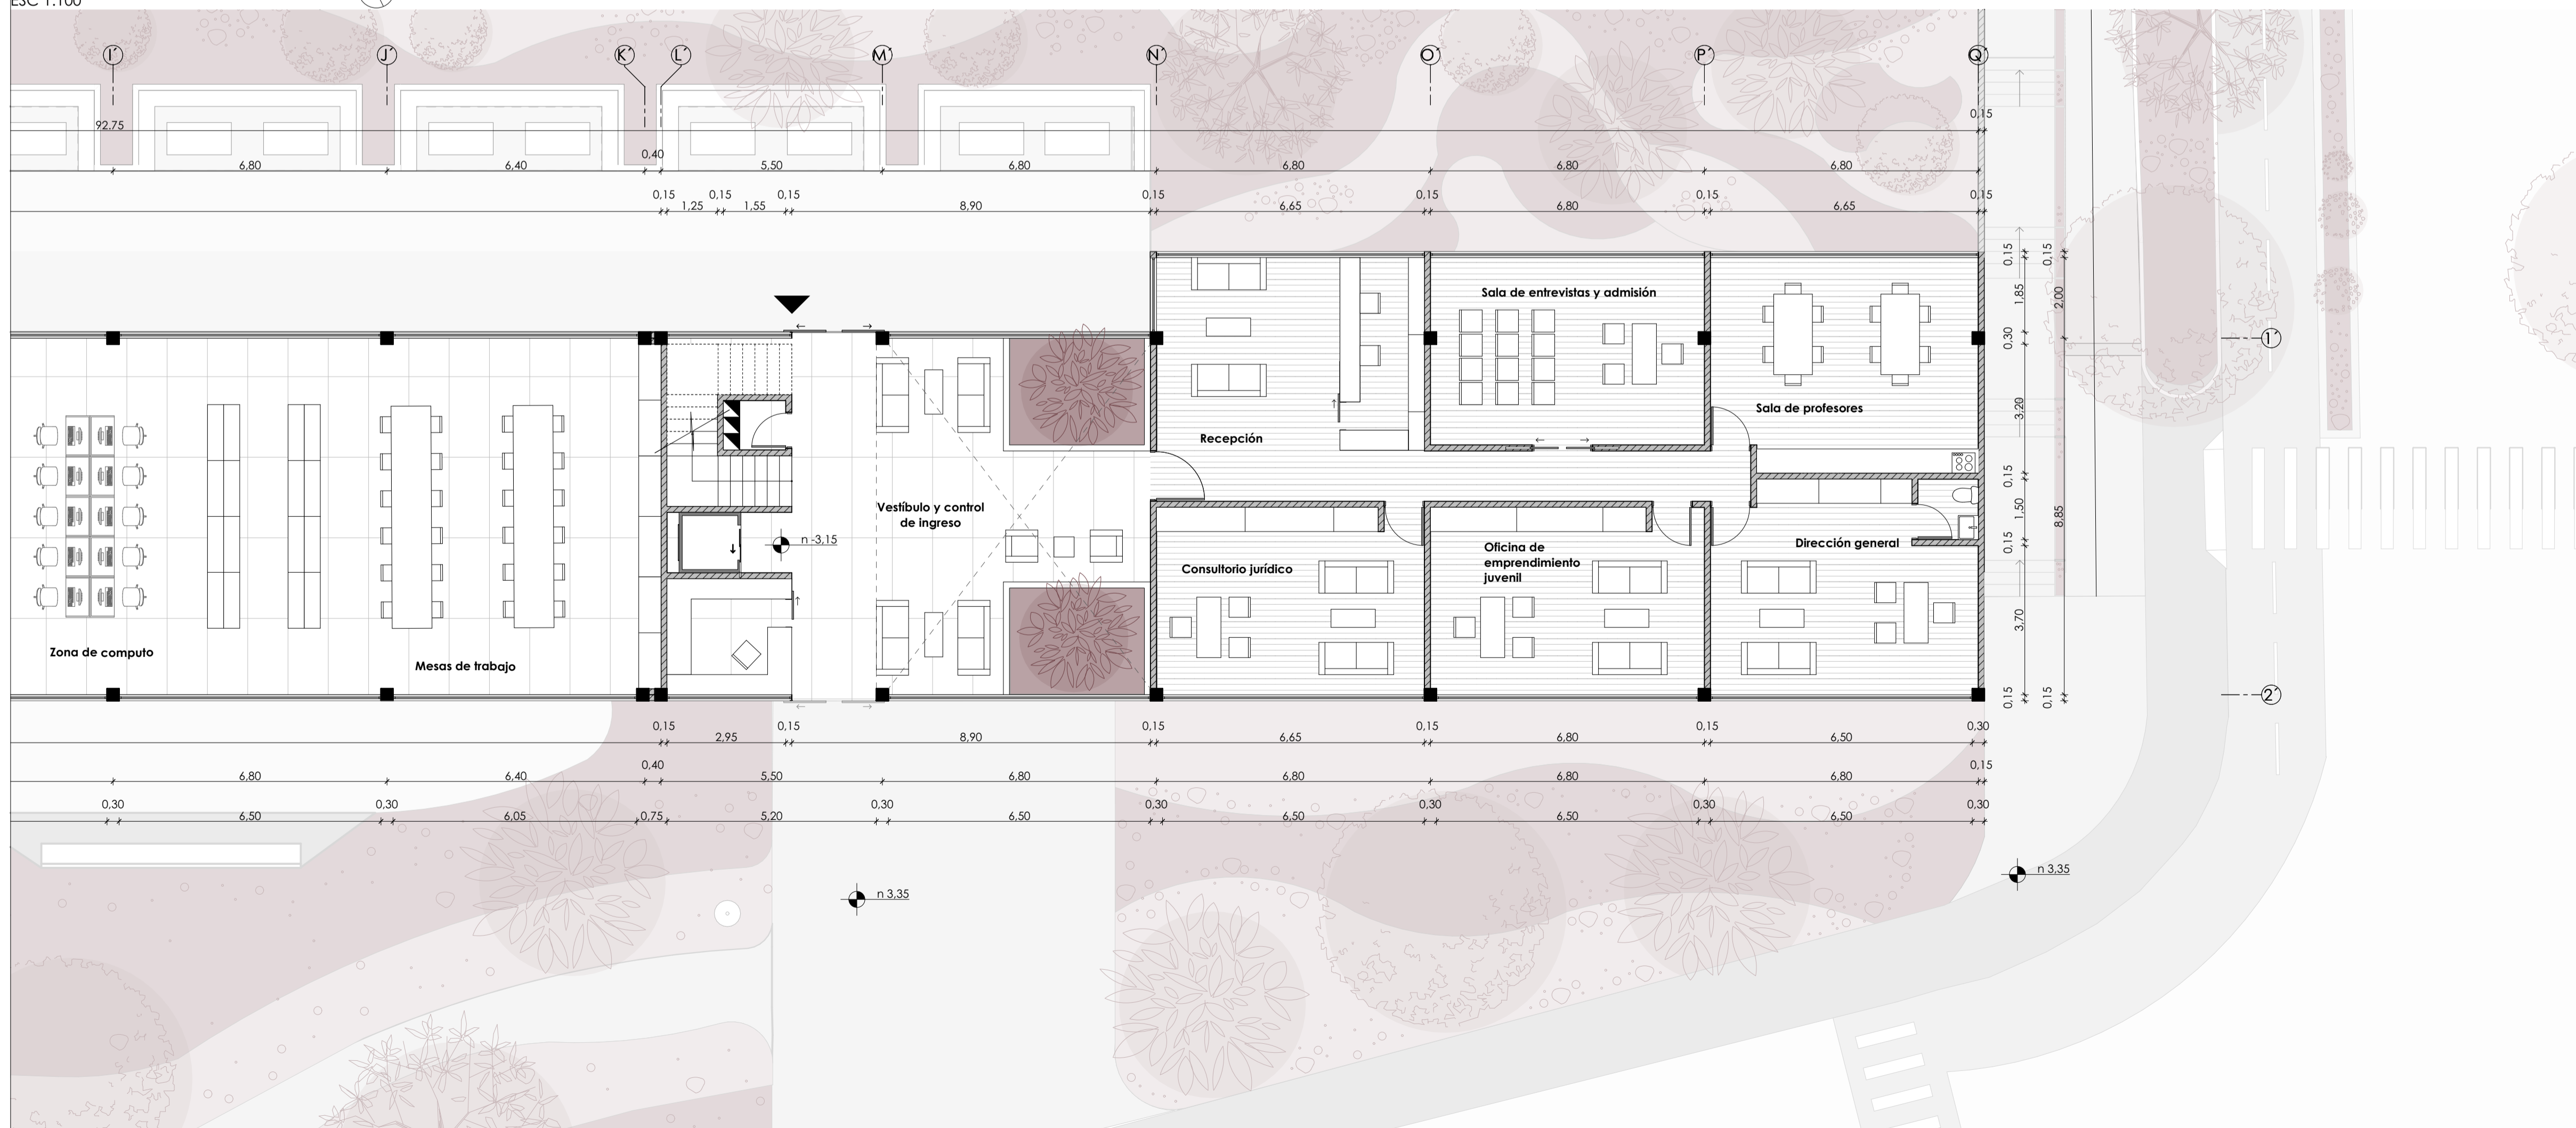 ESC 1:100
I´ J´ K´ L´ M´ N´ O´ P´ Q´
0,15
92,75
0,40
6,80 6,40 5,50 6,80 6,80 6,80 6,80
0,15 0,15 0,15 0,15 0,15 0,15 0,15
1,25 1,55 8,90 6,65 6,80 6,65
0,15 0,15
1,85 2,00
0,30 1´
3,20
0,15
1,50 8,85
0,15
3,70
0,15 0,15 2´
Sala de entrevistas y admisión
Sala de profesores
Recepción
Vestíbulo y control
de ingreso
n -3,15
Dirección general
Oficina de
emprendimiento
juvenil
Consultorio jurídico
Zona de computo
Mesas de trabajo
0,15 0,15 0,15 0,15 0,15 0,30
2,95 8,90 6,65 6,80 6,50
0,40 0,15
6,80 6,40 5,50 6,80 6,80 6,80 6,80
0,30 0,30 0,30 0,30 0,30 0,30 0,30
6,50 6,05 0,75 5,20 6,50 6,50 6,50 6,50
n 3,35
n 3,35